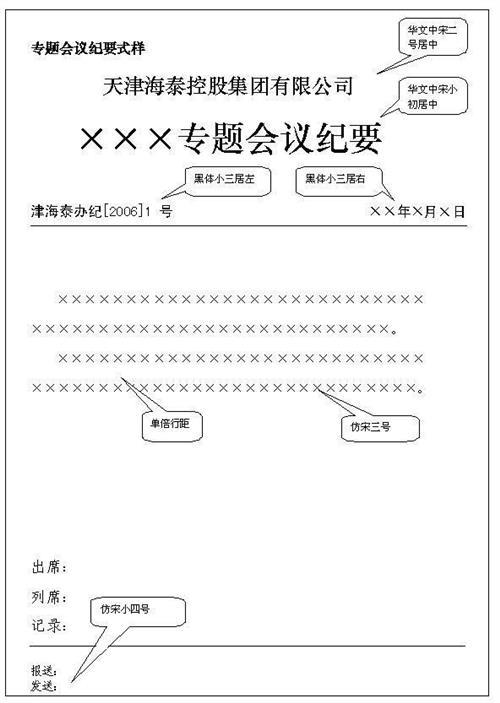 专题会议纪要式样
华文中宋二
号居中
天津海泰控股集团有限公司
华文中宋小
初居中
×××专题会议纪要
黑体小三居左
黑体小三居右
津海泰办纪[2006]1 号
××年×月×日
×××××××××××××××××××××××××××
×××××××××××××××××××××××××××。
×××××××××××××××××××××××××××
×××××××××××××××××××××××××××××。
单倍行距
仿宋三号
出席：
列席：
仿宋小四号
记录：
报送：
发送：